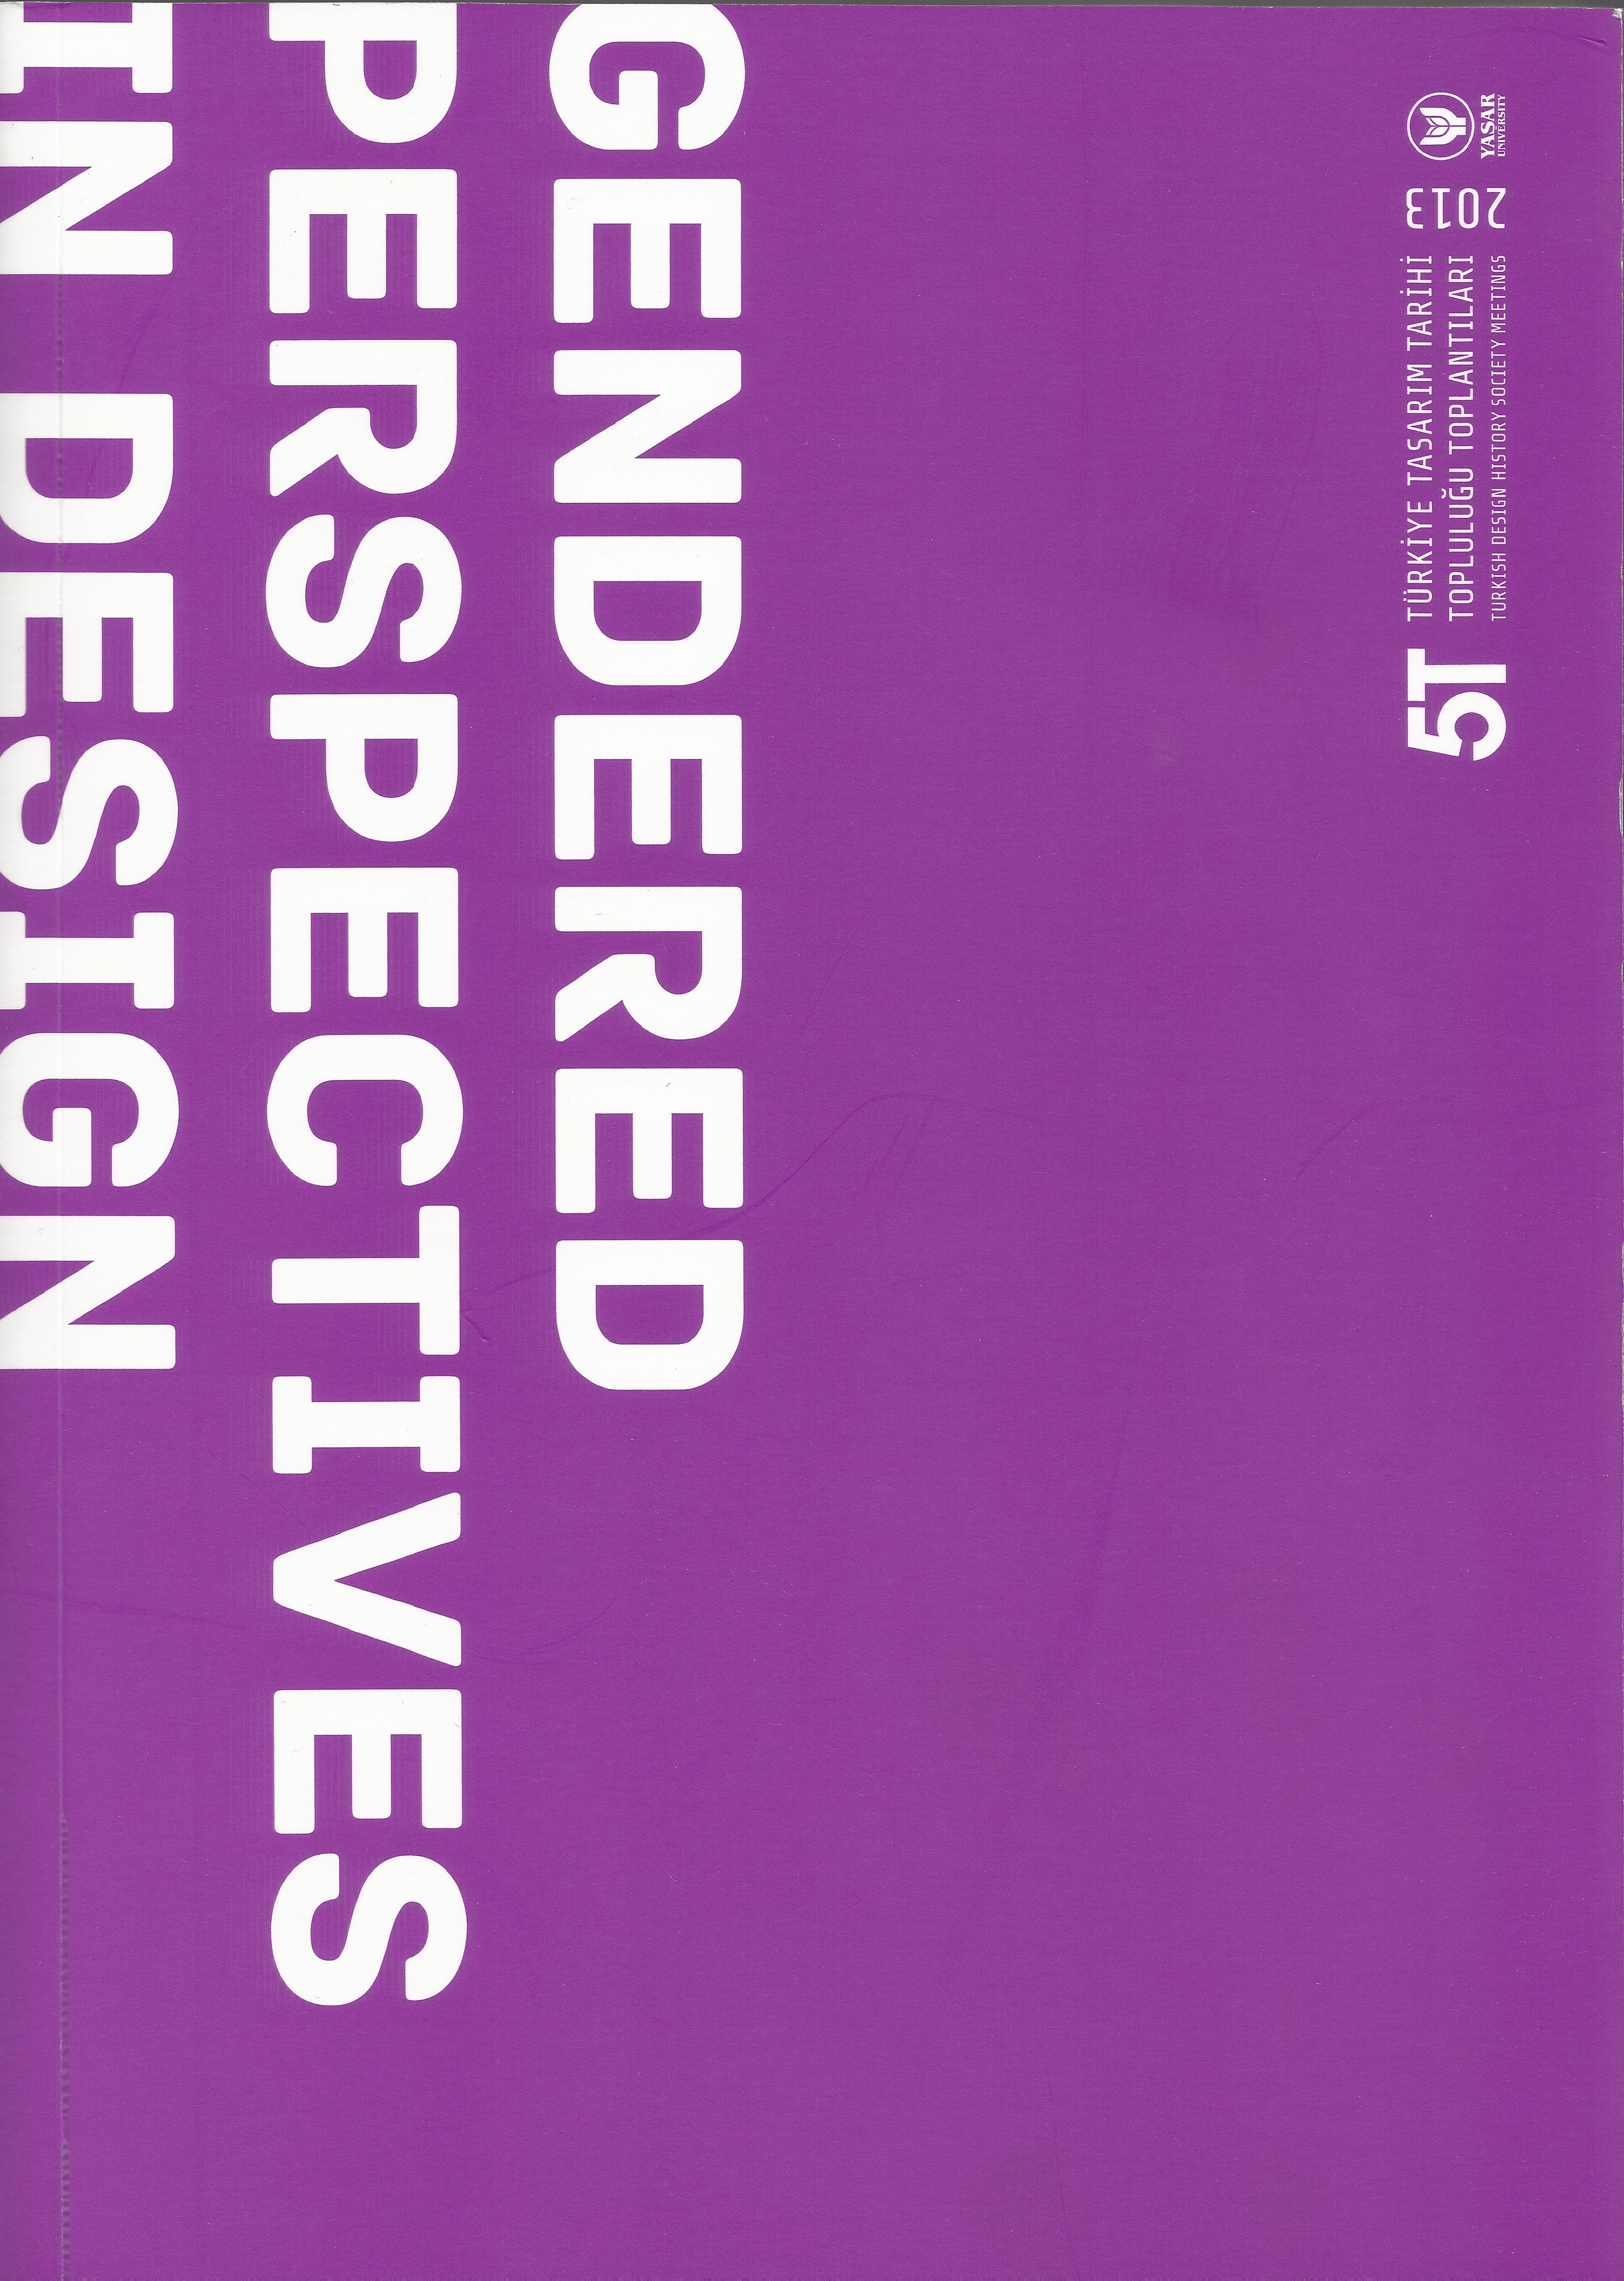 GENDERED
PERSPECTIVES
IN DESIGN
5T
TÜRKİYE TASARIM TARİHİ
TOPLULUĞU TOPLANTILARI
TURKISH DESIGN HISTORY SOCIETY MEETINGS
2013
YAŞAR
UNIVERSITY